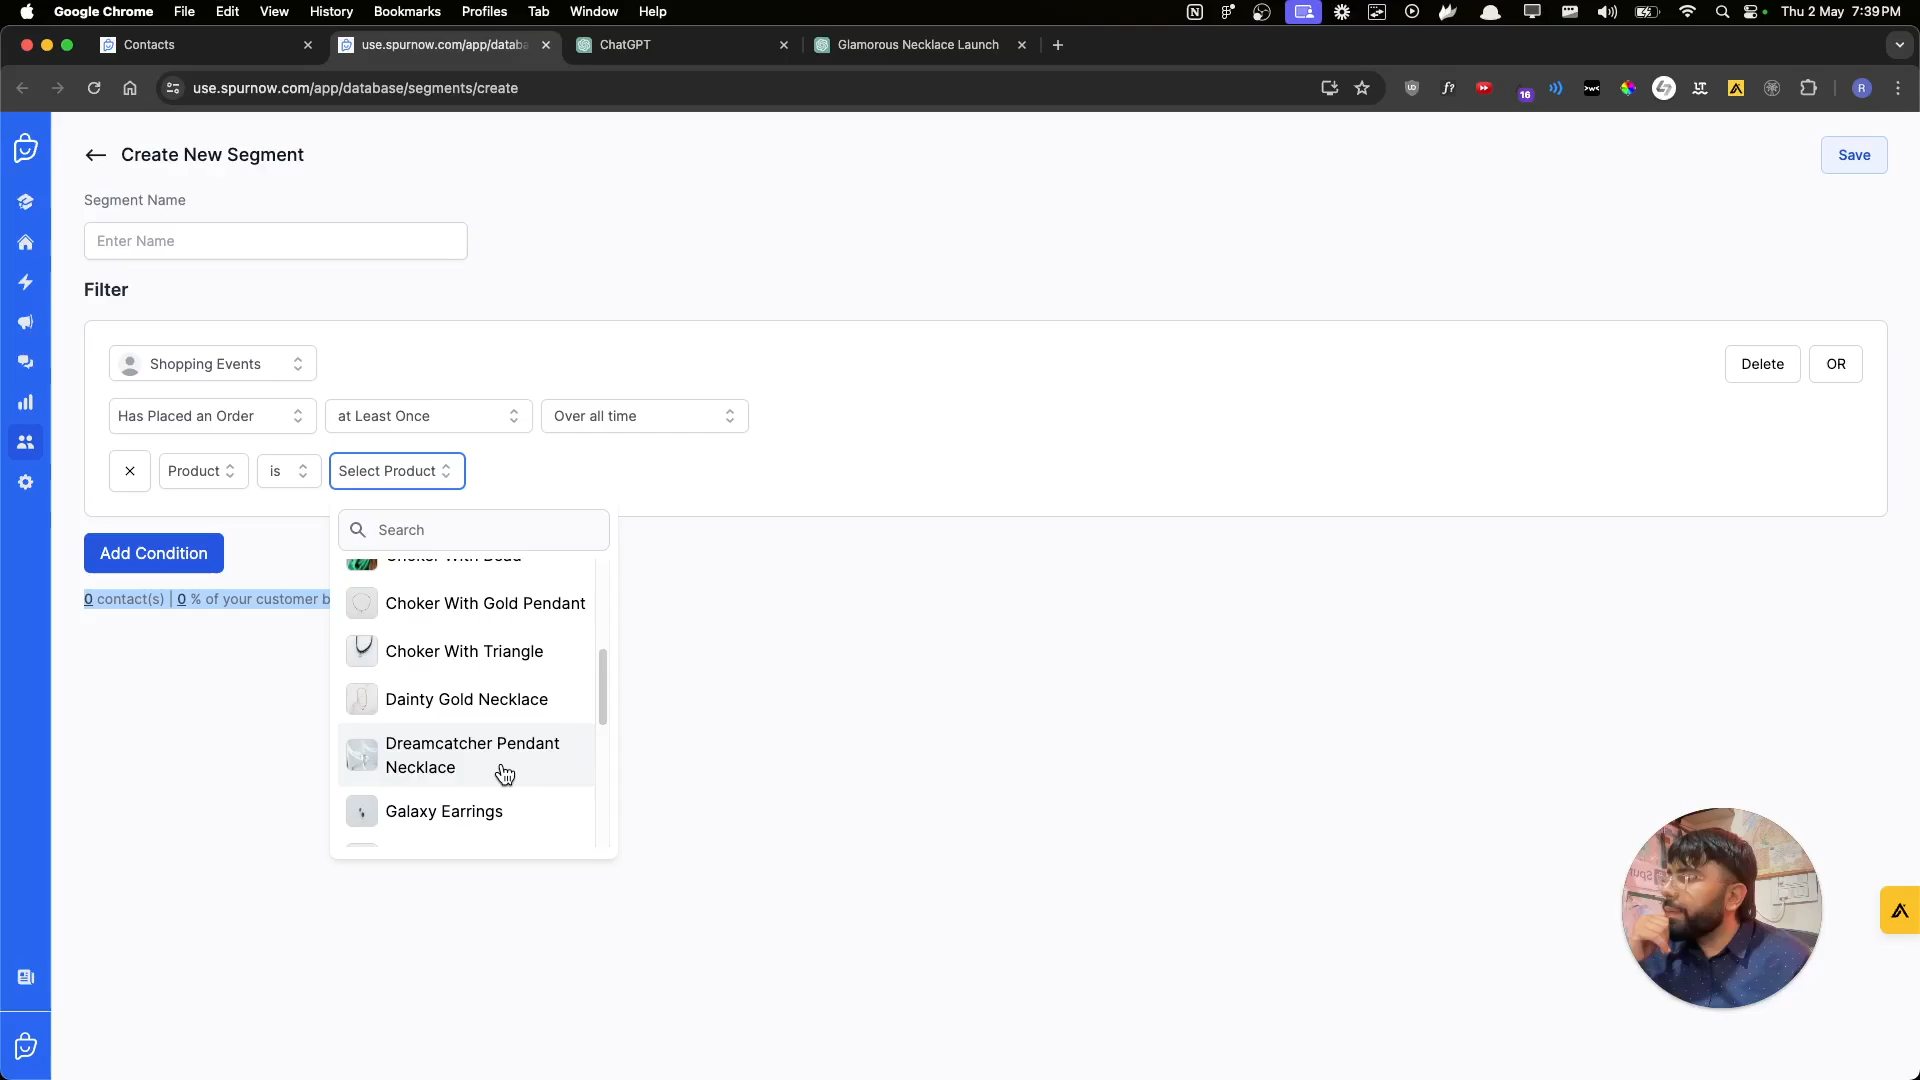 Google Chrome File Edit View History Bookmarks Profiles Tab Window Help Thu 2 May 7:39 PM
Contacts
use.spurnow.com/app/databa
ChatGPT
Glamorous Necklace Launch
use.spurnow.com/app/database/segments/create
16
R
Create New Segment
Save
Segment Name
Enter Name
Filter
Shopping Events
Delete
OR
Has Placed an Order
at Least Once
Over all time
Product
is
Select Product
Search
Add Condition
Choker With Bead
0 contact(s) | 0 % of your customer b
Choker With Gold Pendant
Choker With Triangle
Dainty Gold Necklace
Dreamcatcher Pendant
Necklace
Galaxy Earrings